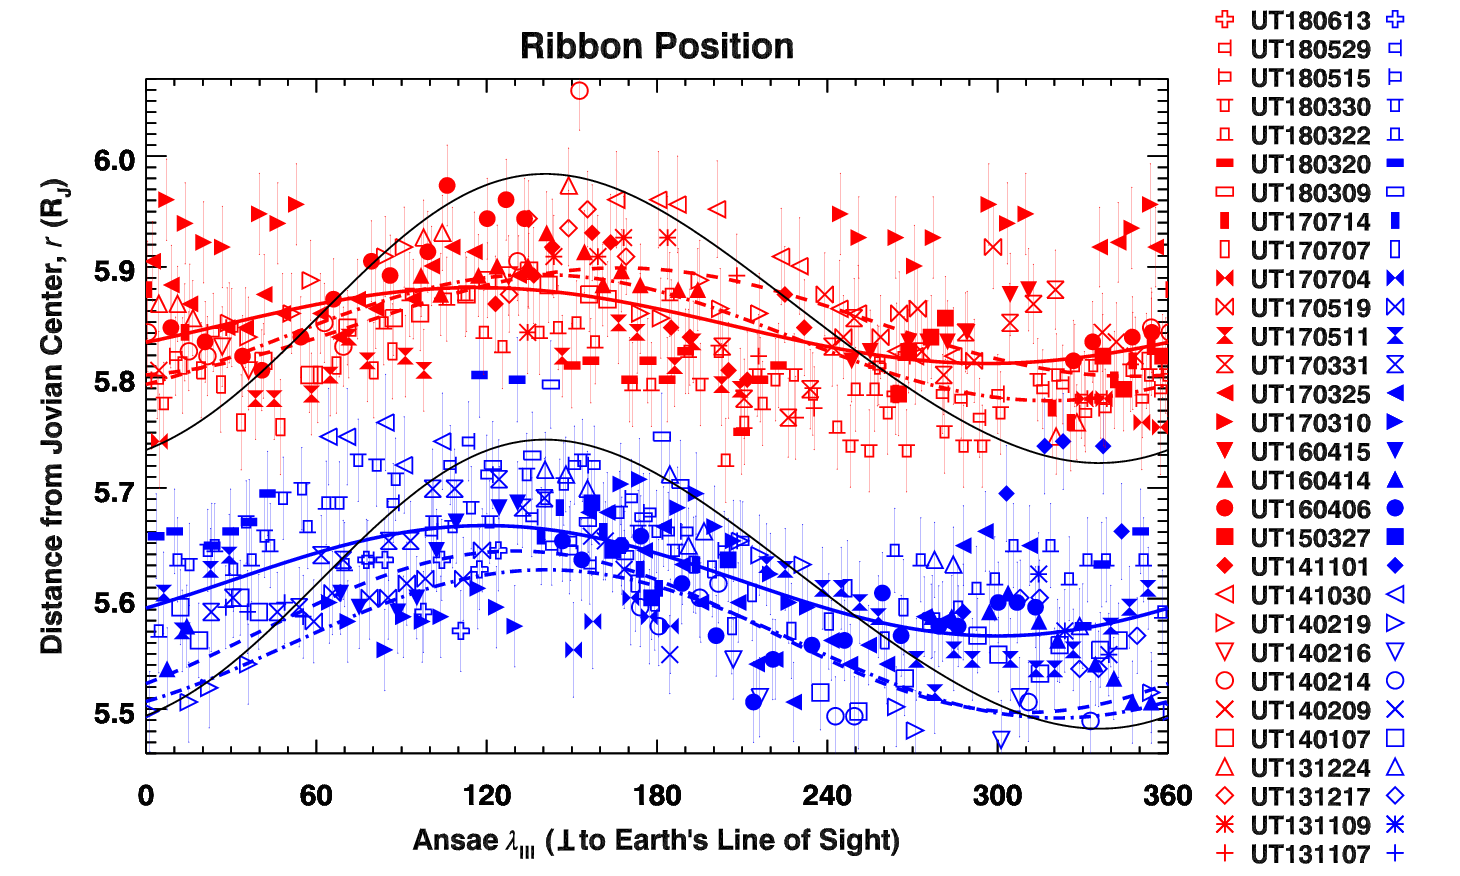 Ribbon Position
Distance from Jovian Center, r (RJ)
6.0
5.9
5.8
5.7
5.6
5.5
0 60 120 180 240 300 360
Ansae λIII (⊥ to Earth's Line of Sight)
UT180613
UT180529
UT180515
UT180330
UT180322
UT180320
UT180309
UT170714
UT170707
UT170704
UT170519
UT170511
UT170331
UT170325
UT170310
UT160415
UT160414
UT160406
UT150327
UT141101
UT141030
UT140219
UT140216
UT140214
UT140209
UT140107
UT131224
UT131217
UT131109
UT131107